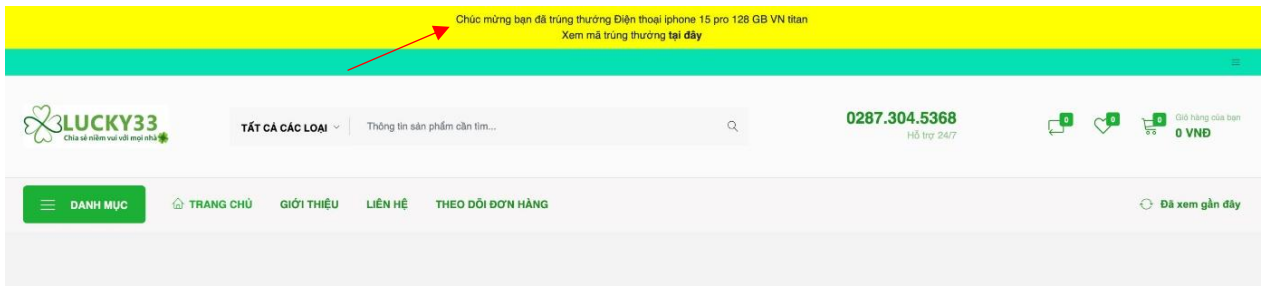 Chúc mừng bạn đã trúng thưởng Điện thoại iphone 15 pro 128 GB VN titan
Xem mã trúng thưởng tại đây
LUCKY33
Chia sẻ niềm vui với mọi nhà
TẤT CẢ CÁC LOẠI
Thông tin sản phẩm cần tìm...
0287.304.5368
Hỗ trợ 24/7
0
0
0
Giỏ hàng của bạn
0 VNĐ
DANH MỤC
TRANG CHỦ
GIỚI THIỆU
LIÊN HỆ
THEO DÕI ĐƠN HÀNG
Đã xem gần đây